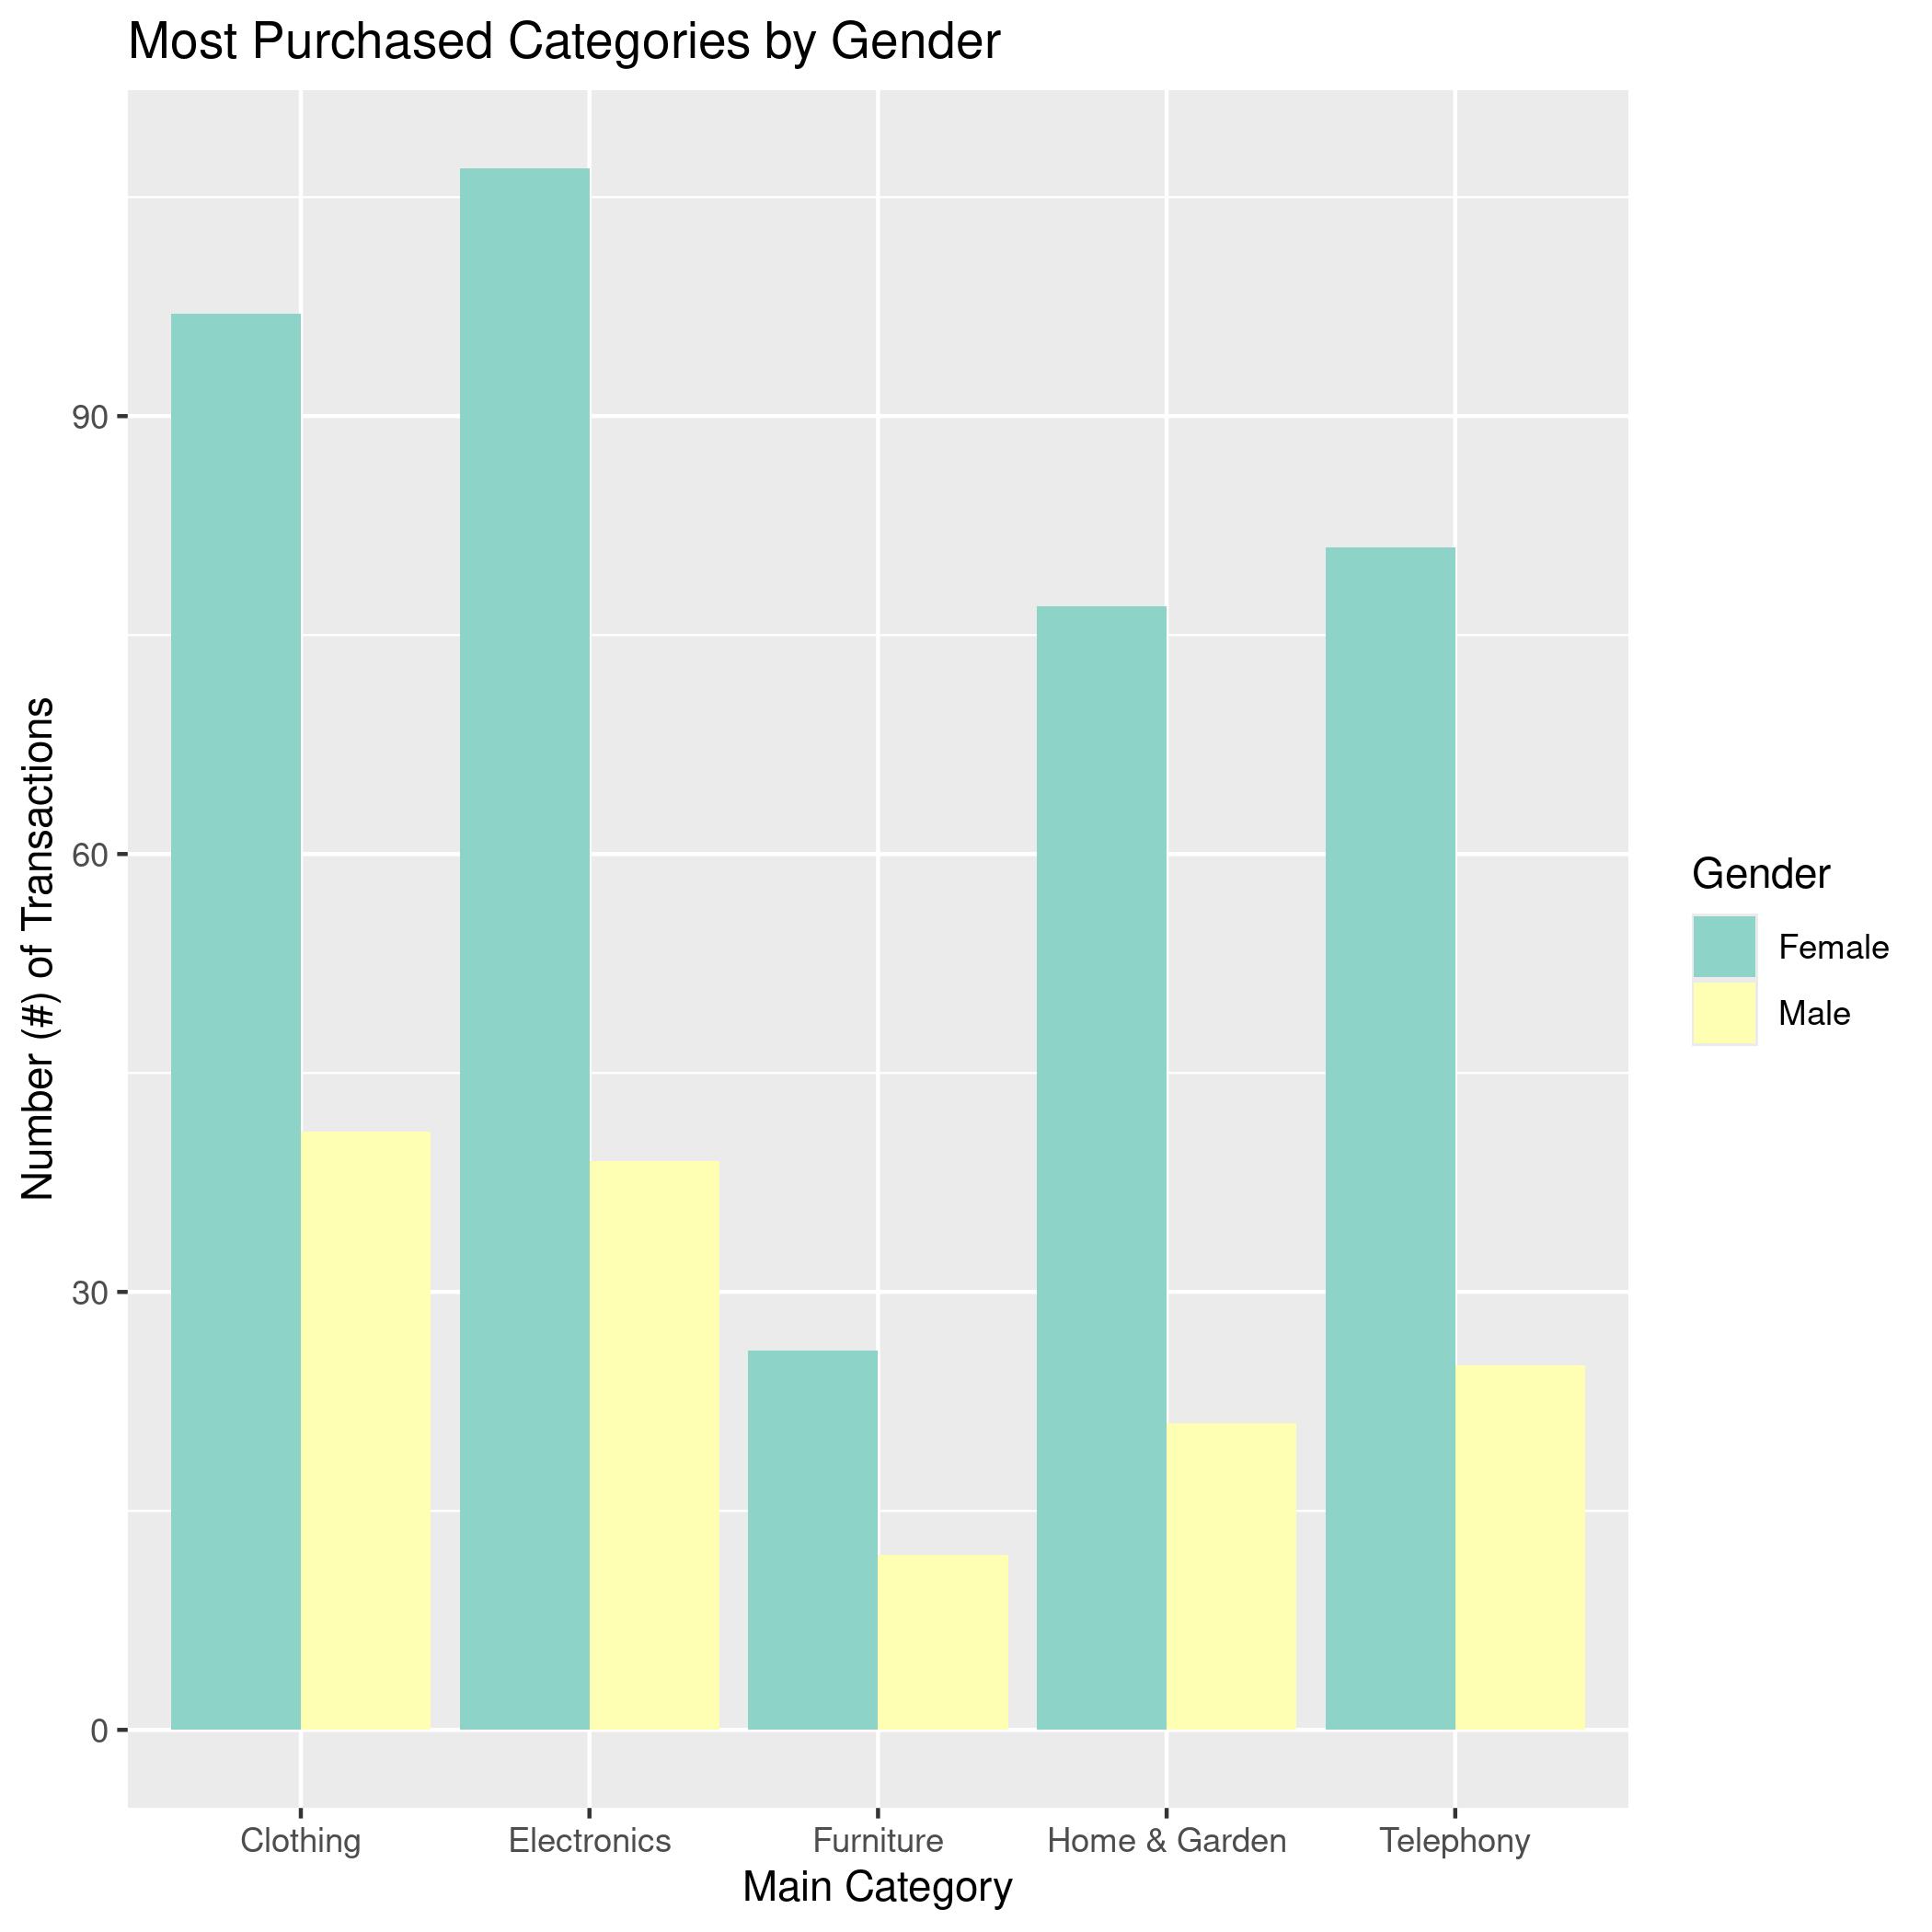 Most Purchased Categories by Gender
Number (#) of Transactions
90
60
30
0
Clothing
Electronics
Furniture
Home & Garden
Telephony
Main Category
Gender
Female
Male